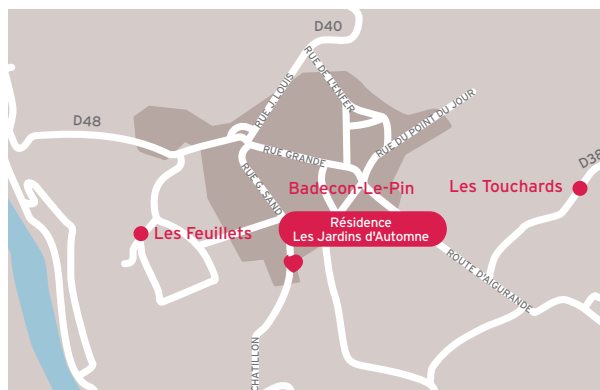 D40
RUE DE L'ENFER
RUE J. LOUIS
D48
RUE DU POINT DU JOUR
RUE GRANDE
D38
RUE G. SAND
Badecon-Le-Pin
Les Touchards
Résidence
Les Jardins d'Automne
Les Feuillets
ROUTE D'AIGURANDE
CHATILLON